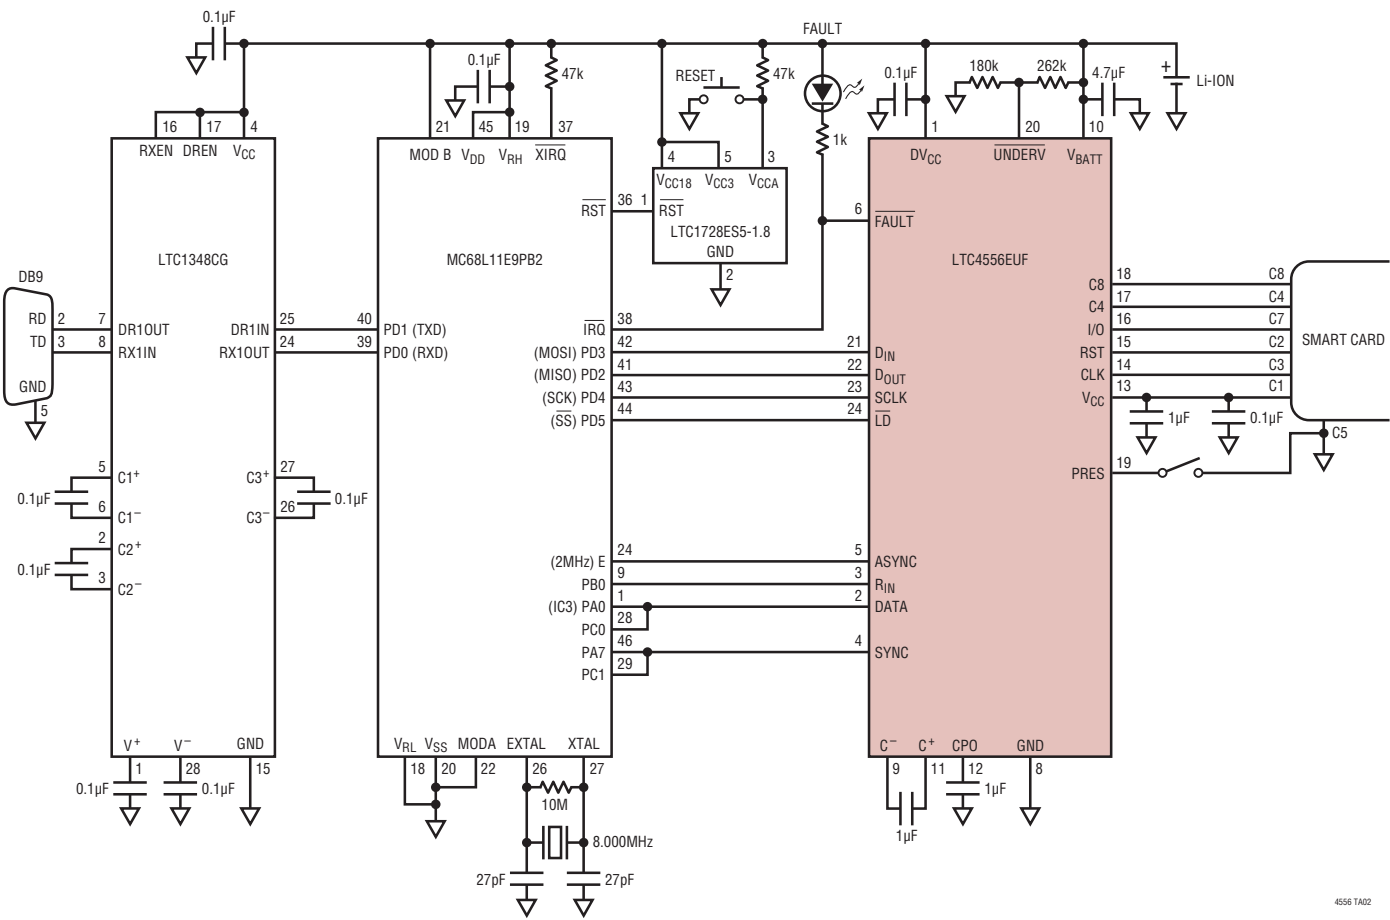 0.1µF
FAULT
0.1µF
47k
RESET
47k
0.1µF
180k
262k
4.7µF
+
Li-ION
1k
16 17 4
RXEN DREN VCC
21 45 19 37
MOD B VDD VRH XIRQ
4 5 3
VCC18 VCC3 VCCA
1 20 10
DVCC UNDERV VBATT
RST 36 1 RST
LTC1728ES5-1.8
GND
2
6
FAULT
LTC1348CG
MC68L11E9PB2
LTC4556EUF
DB9
RD 2 7 DR1OUT
TD 3 8 RX1IN
GND
5
DR1IN 25 40 PD1 (TXD)
RX1OUT 24 39 PD0 (RXD)
IRQ 38
(MOSI) PD3 42 21 DIN
(MISO) PD2 41 22 DOUT
(SCK) PD4 43 23 SCLK
(SS) PD5 44 24 LD
C8 18 C8
C4 17 C4
I/O 16 C7
RST 15 C2
CLK 14 C3
VCC 13 C1
SMART CARD
1µF
0.1µF
C5
PRES 19
5 C1+
0.1µF
6 C1–
2 C2+
0.1µF
3 C2–
C3+ 27
0.1µF
C3– 26
(2MHz) E 24 5 ASYNC
PB0 9 3 RIN
(IC3) PA0 1 2 DATA
PC0 28
PA7 46 4 SYNC
PC1 29
V+ V– GND
1 28 15
0.1µF 0.1µF
VRL VSS MODA EXTAL XTAL
18 20 22 26 27
10M
8.000MHz
27pF 27pF
C– C+ CPO GND
9 11 12 8
1µF
1µF
4556 TA02